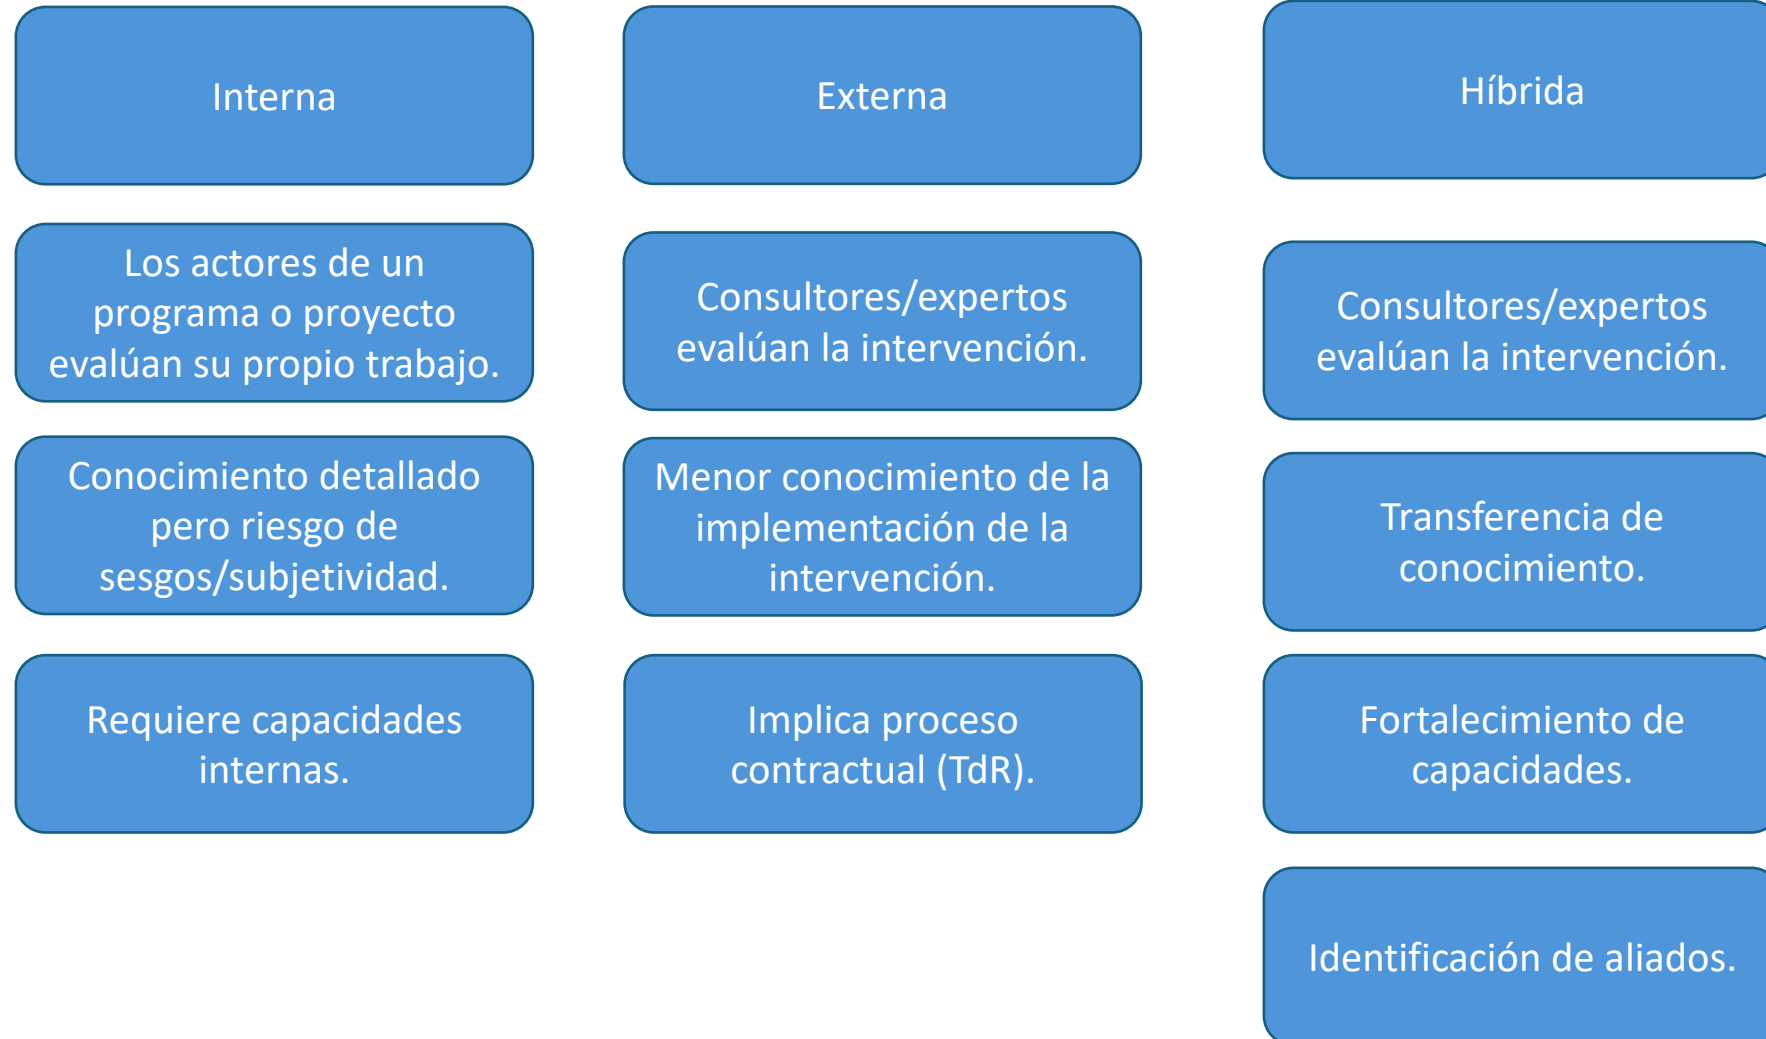 Interna
Los actores de un
programa o proyecto
evalúan su propio trabajo.
Conocimiento detallado
pero riesgo de
sesgos/subjetividad.
Requiere capacidades
internas.
Externa
Consultores/expertos
evalúan la intervención.
Menor conocimiento de la
implementación de la
intervención.
Implica proceso
contractual (TdR).
Híbrida
Consultores/expertos
evalúan la intervención.
Transferencia de
conocimiento.
Fortalecimiento de
capacidades.
Identificación de aliados.